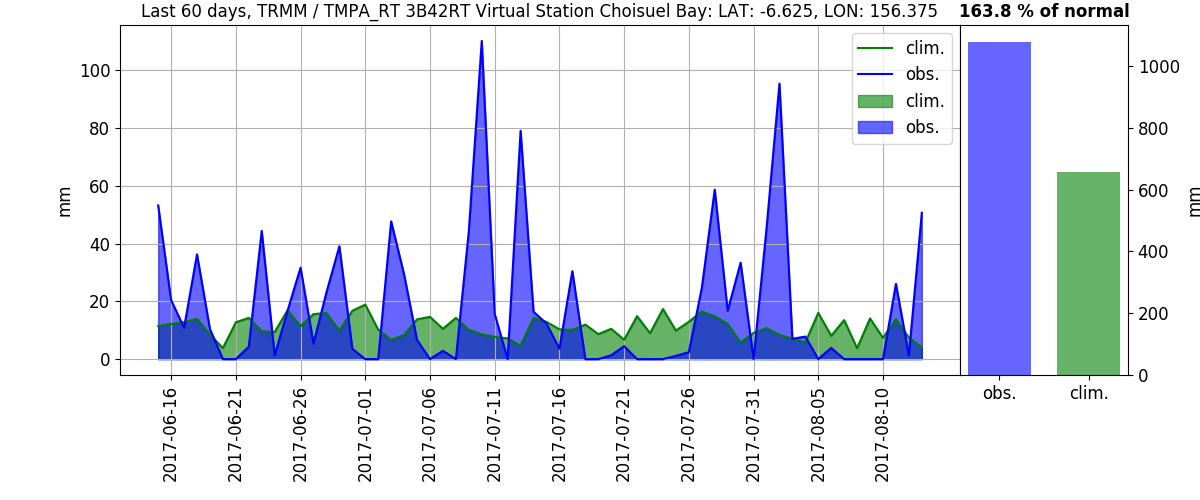 Last 60 days, TRMM / TMPA_RT 3B42RT Virtual Station Choisuel Bay: LAT: -6.625, LON: 156.375
163.8 % of normal
clim.
obs.
clim.
obs.
100
80
60
40
20
0
mm
2017-06-16
2017-06-21
2017-06-26
2017-07-01
2017-07-06
2017-07-11
2017-07-16
2017-07-21
2017-07-26
2017-07-31
2017-08-05
2017-08-10
1000
800
600
400
200
0
mm
obs.
clim.